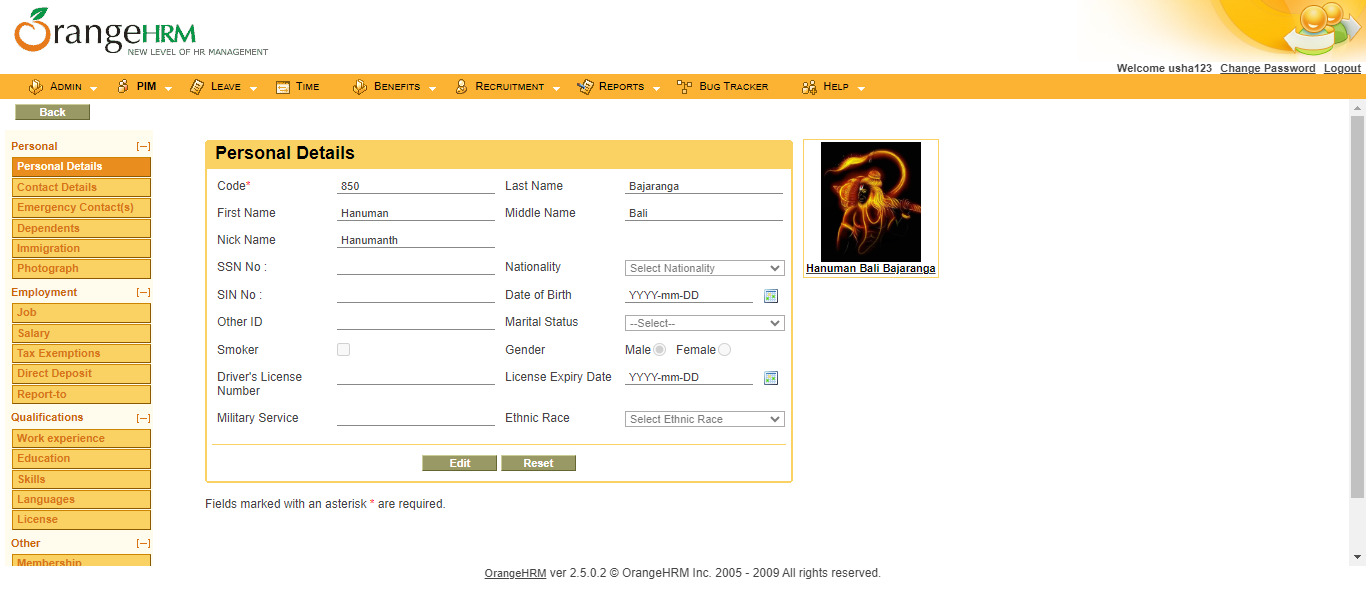 OrangeHRM
NEW LEVEL OF HR MANAGEMENT
Welcome usha123 Change Password Logout
ADMIN PIM LEAVE TIME BENEFITS RECRUITMENT REPORTS BUG TRACKER HELP
Back
Personal [—]
Personal Details
Contact Details
Emergency Contact(s)
Dependents
Immigration
Photograph
Employment [—]
Job
Salary
Tax Exemptions
Direct Deposit
Report-to
Qualifications [—]
Work experience
Education
Skills
Languages
License
Other [—]
Membership
Personal Details
Code* 850 Last Name Bajaranga
First Name Hanuman Middle Name Bali
Nick Name Hanumanth
SSN No : Nationality Select Nationality
SIN No : Date of Birth YYYY-mm-DD
Other ID Marital Status --Select--
Smoker Gender Male Female
Driver's License Number License Expiry Date YYYY-mm-DD
Military Service Ethnic Race Select Ethnic Race
Edit Reset
Fields marked with an asterisk * are required.
Hanuman Bali Bajaranga
OrangeHRM ver 2.5.0.2 © OrangeHRM Inc. 2005 - 2009 All rights reserved.